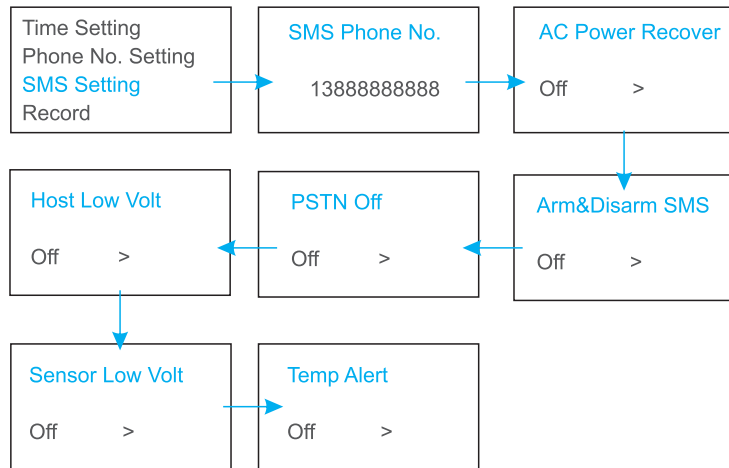 Time Setting
Phone No. Setting
SMS Setting
Record
SMS Phone No.
13888888888
AC Power Recover
Off >
Arm&Disarm SMS
Off >
PSTN Off
Off >
Host Low Volt
Off >
Sensor Low Volt
Off >
Temp Alert
Off >